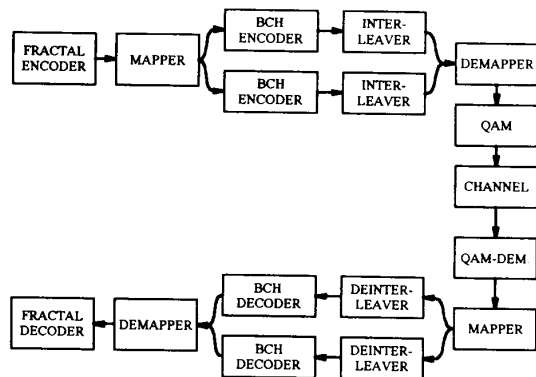 FRACTAL
ENCODER
MAPPER
BCH
ENCODER
INTER-
LEAVER
BCH
ENCODER
INTER-
LEAVER
DEMAPPER
QAM
CHANNEL
QAM-DEM
MAPPER
DEINTER-
LEAVER
BCH
DECODER
DEINTER-
LEAVER
BCH
DECODER
DEMAPPER
FRACTAL
DECODER